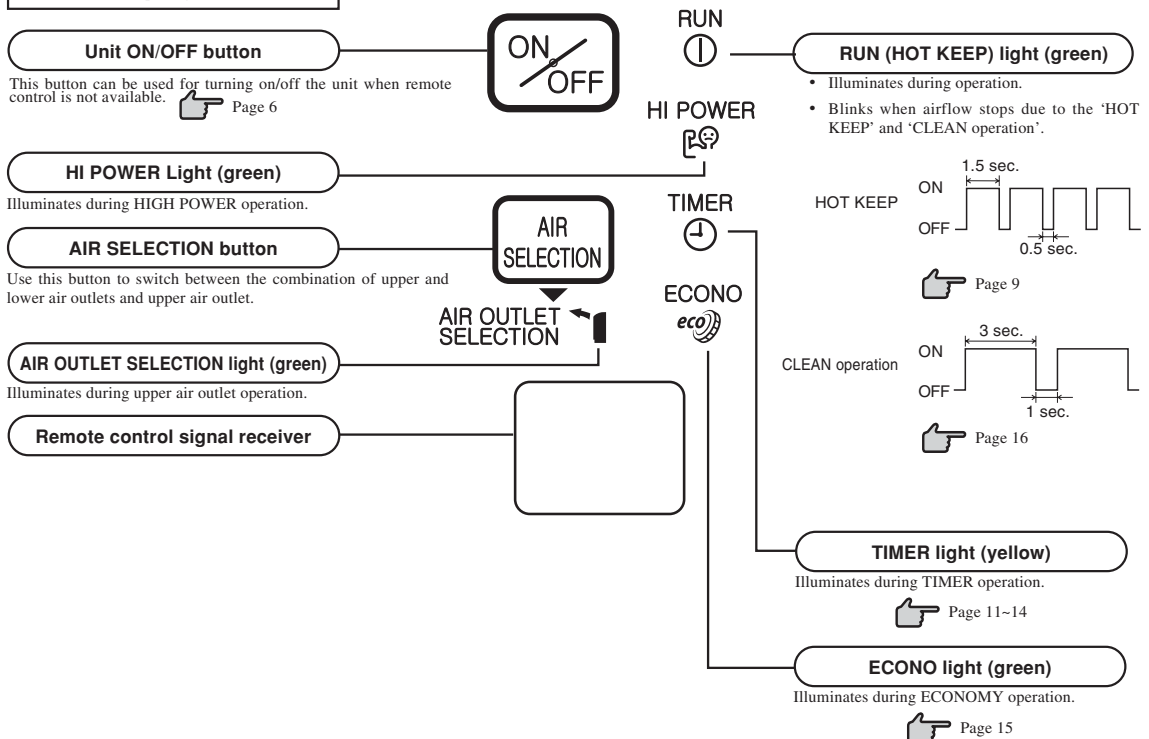 Unit ON/OFF button
This button can be used for turning on/off the unit when remote
control is not available.
Page 6
ON
OFF
HI POWER Light (green)
Illuminates during HIGH POWER operation.
AIR SELECTION button
Use this button to switch between the combination of upper and
lower air outlets and upper air outlet.
AIR
SELECTION
AIR OUTLET
SELECTION
AIR OUTLET SELECTION light (green)
Illuminates during upper air outlet operation.
Remote control signal receiver
RUN
HI POWER
TIMER
ECONO
eco
RUN (HOT KEEP) light (green)
• Illuminates during operation.
• Blinks when airflow stops due to the ‘HOT
KEEP’ and ‘CLEAN operation’.
1.5 sec.
HOT KEEP
ON
OFF
0.5 sec.
Page 9
3 sec.
CLEAN operation
ON
OFF
1 sec.
Page 16
TIMER light (yellow)
Illuminates during TIMER operation.
Page 11~14
ECONO light (green)
Illuminates during ECONOMY operation.
Page 15